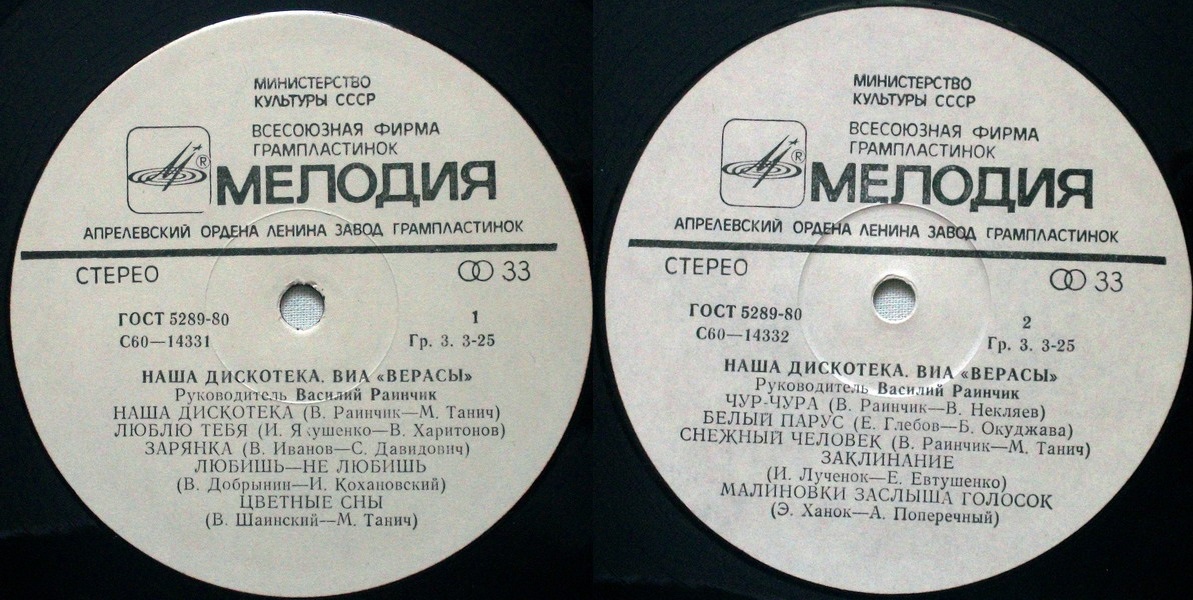 МИНИСТЕРСТВО
КУЛЬТУРЫ СССР
ВСЕСОЮЗНАЯ ФИРМА
ГРАМПЛАСТИНОК
®
МЕЛОДИЯ
АПРЕЛЕВСКИЙ ОРДЕНА ЛЕНИНА ЗАВОД ГРАМПЛАСТИНОК
СТЕРЕО 33
ГОСТ 5289-80 1
С60—14331 Гр. 3. 3-25
НАША ДИСКОТЕКА. ВИА «ВЕРАСЫ»
Руководитель Василий Раинчик
НАША ДИСКОТЕКА (В. Раинчик—М. Танич)
ЛЮБЛЮ ТЕБЯ (И. Якушенко—В. Харитонов)
ЗАРЯНКА (В. Иванов—С. Давидович)
ЛЮБИШЬ—НЕ ЛЮБИШЬ
(В. Добрынин—И. Кохановский)
ЦВЕТНЫЕ СНЫ
(В. Шаинский—М. Танич)
МИНИСТЕРСТВО
КУЛЬТУРЫ СССР
ВСЕСОЮЗНАЯ ФИРМА
ГРАМПЛАСТИНОК
®
МЕЛОДИЯ
АПРЕЛЕВСКИЙ ОРДЕНА ЛЕНИНА ЗАВОД ГРАМПЛАСТИНОК
СТЕРЕО 33
ГОСТ 5289-80 2
С60—14332 Гр. 3. 3-25
НАША ДИСКОТЕКА. ВИА «ВЕРАСЫ»
Руководитель Василий Раинчик
ЧУР-ЧУРА (В. Раинчик—В. Некляев)
БЕЛЫЙ ПАРУС (Е. Глебов—Б. Окуджава)
СНЕЖНЫЙ ЧЕЛОВЕК (В. Раинчик—М. Танич)
ЗАКЛИНАНИЕ
(И. Лученок—Е. Евтушенко)
МАЛИНОВКИ ЗАСЛЫША ГОЛОСОК
(Э. Ханок—А. Поперечный)